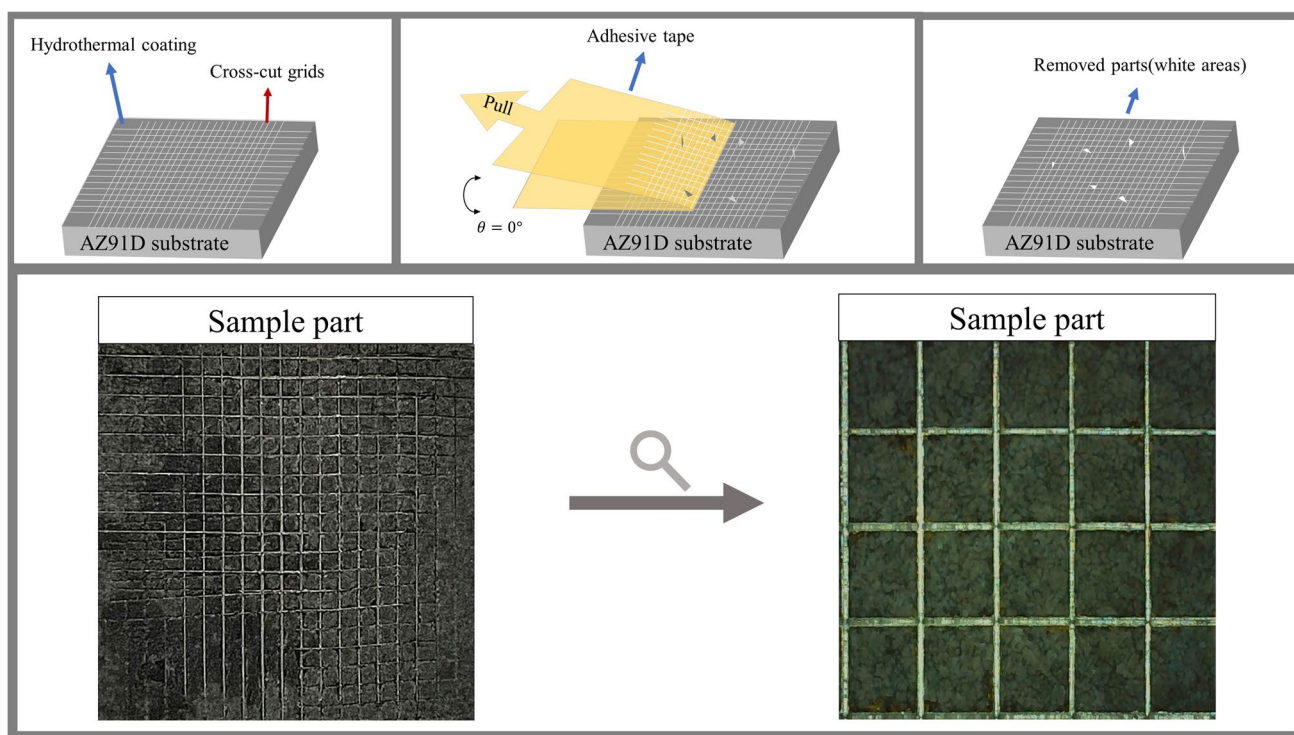 Hydrothermal coating
Cross-cut grids
AZ91D substrate
Adhesive tape
Pull
θ = 0°
AZ91D substrate
Removed parts(white areas)
AZ91D substrate
Sample part
Sample part